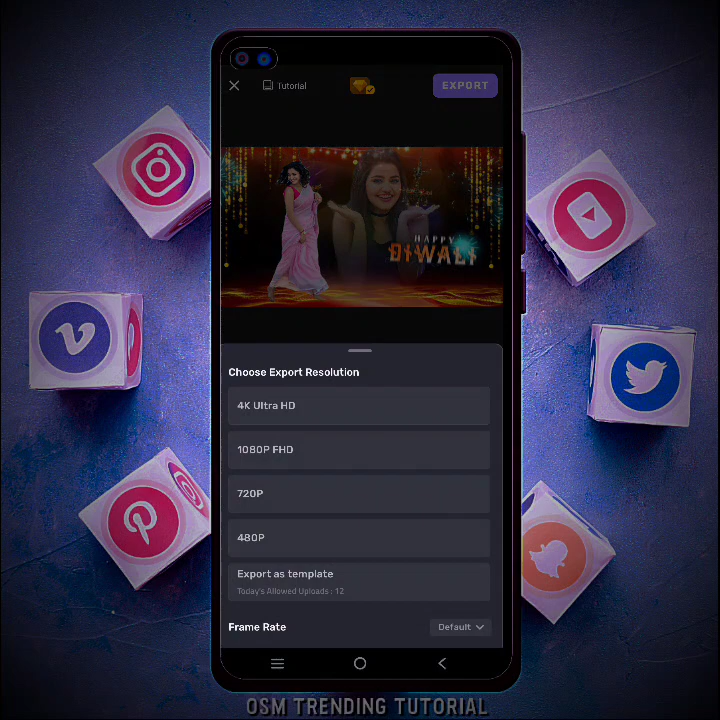 Tutorial
EXPORT
HAPPY
DIWALI
Choose Export Resolution
4K Ultra HD
1080P FHD
720P
480P
Export as template
Today's Allowed Uploads : 12
Frame Rate
Default
OSM TRENDING TUTORIAL